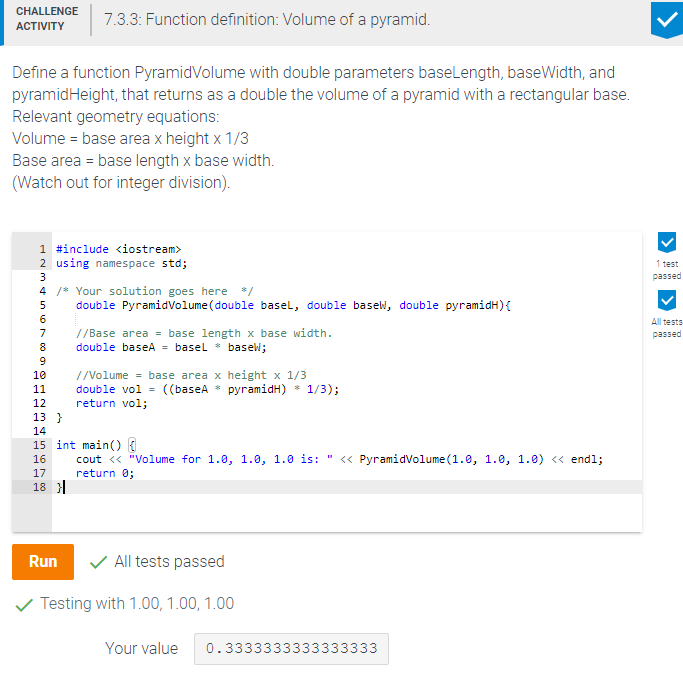 CHALLENGE
ACTIVITY
7.3.3: Function definition: Volume of a pyramid.
Define a function PyramidVolume with double parameters baseLength, baseWidth, and
pyramidHeight, that returns as a double the volume of a pyramid with a rectangular base.
Relevant geometry equations:
Volume = base area x height x 1/3
Base area = base length x base width.
(Watch out for integer division).
1 #include <iostream>
2 using namespace std;
3
4 /* Your solution goes here  */
5    double PyramidVolume(double baseL, double baseW, double pyramidH){
6
7    //Base area = base length x base width.
8    double baseA = baseL * baseW;
9
10    //Volume = base area x height x 1/3
11    double vol = ((baseA * pyramidH) * 1/3);
12    return vol;
13 }
14
15 int main() {
16    cout << "Volume for 1.0, 1.0, 1.0 is: " << PyramidVolume(1.0, 1.0, 1.0) << endl;
17    return 0;
18 }
1 test
passed
All tests
passed
Run
All tests passed
Testing with 1.00, 1.00, 1.00
Your value
0.3333333333333333